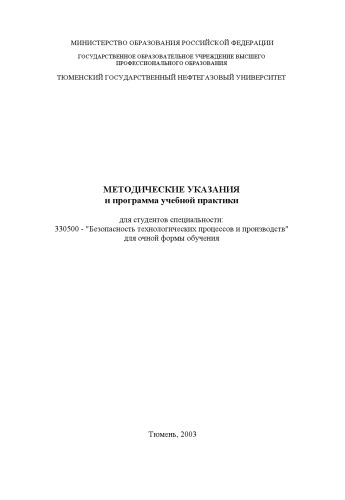 МИНИСТЕРСТВО ОБРАЗОВАНИЯ РОССИЙСКОЙ ФЕДЕРАЦИИ
ГОСУДАРСТВЕННОЕ ОБРАЗОВАТЕЛЬНОЕ УЧРЕЖДЕНИЕ ВЫСШЕГО
ПРОФЕССИОНАЛЬНОГО ОБРАЗОВАНИЯ
ТЮМЕНСКИЙ ГОСУДАРСТВЕННЫЙ НЕФТЕГАЗОВЫЙ УНИВЕРСИТЕТ
МЕТОДИЧЕСКИЕ УКАЗАНИЯ
и программа учебной практики
для студентов специальности:
330500 - "Безопасность технологических процессов и производств"
для очной формы обучения
Тюмень, 2003